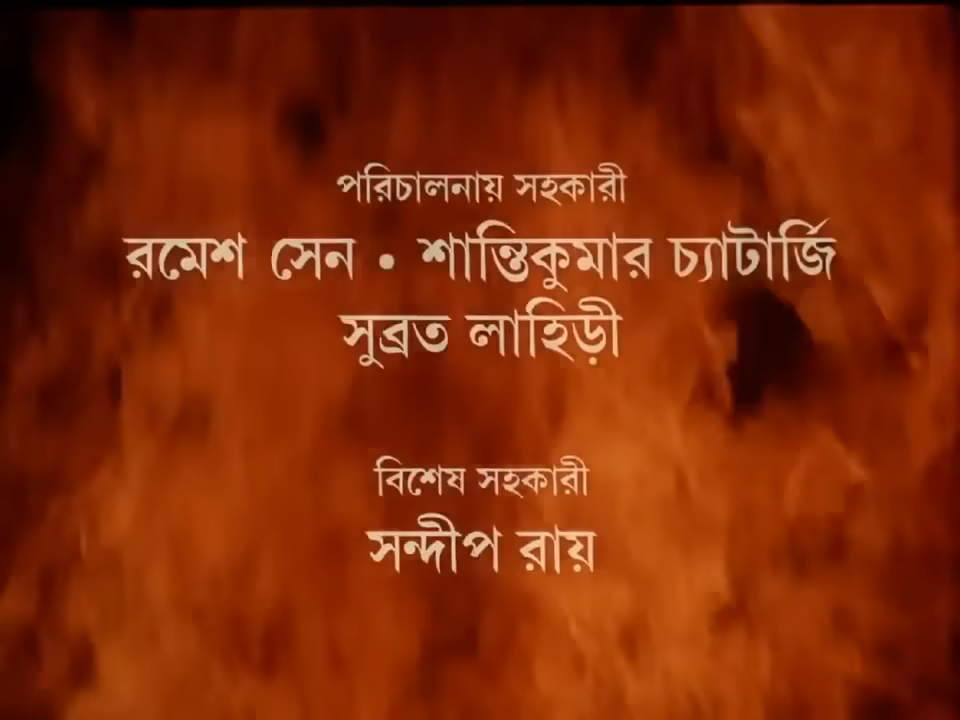 পরিচালনায় সহকারী
রমেশ সেন • শান্তিকুমার চ্যাটার্জি
সুব্রত লাহিড়ী
বিশেষ সহকারী
সন্দীপ রায়